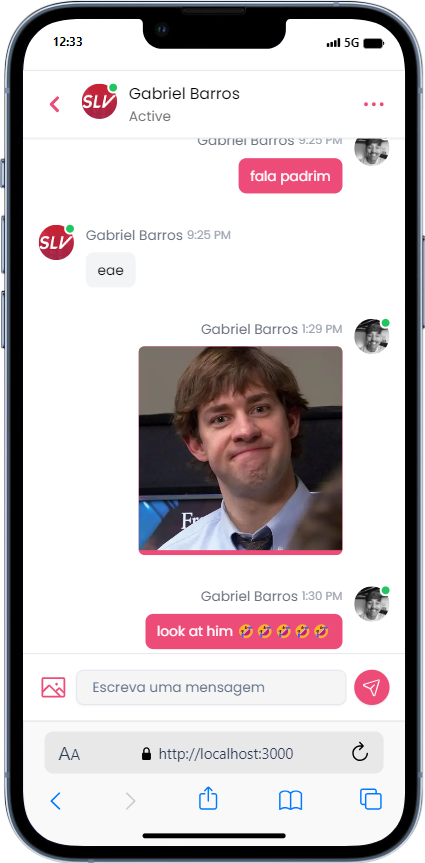 12:33
5G
SLV
Gabriel Barros
Active
Gabriel Barros 9:25 PM
fala padrim
SLV
Gabriel Barros 9:25 PM
eae
Gabriel Barros 1:29 PM
Fr
Gabriel Barros 1:30 PM
look at him 🤣🤣🤣🤣🤣
Escreva uma mensagem
AA
http://localhost:3000